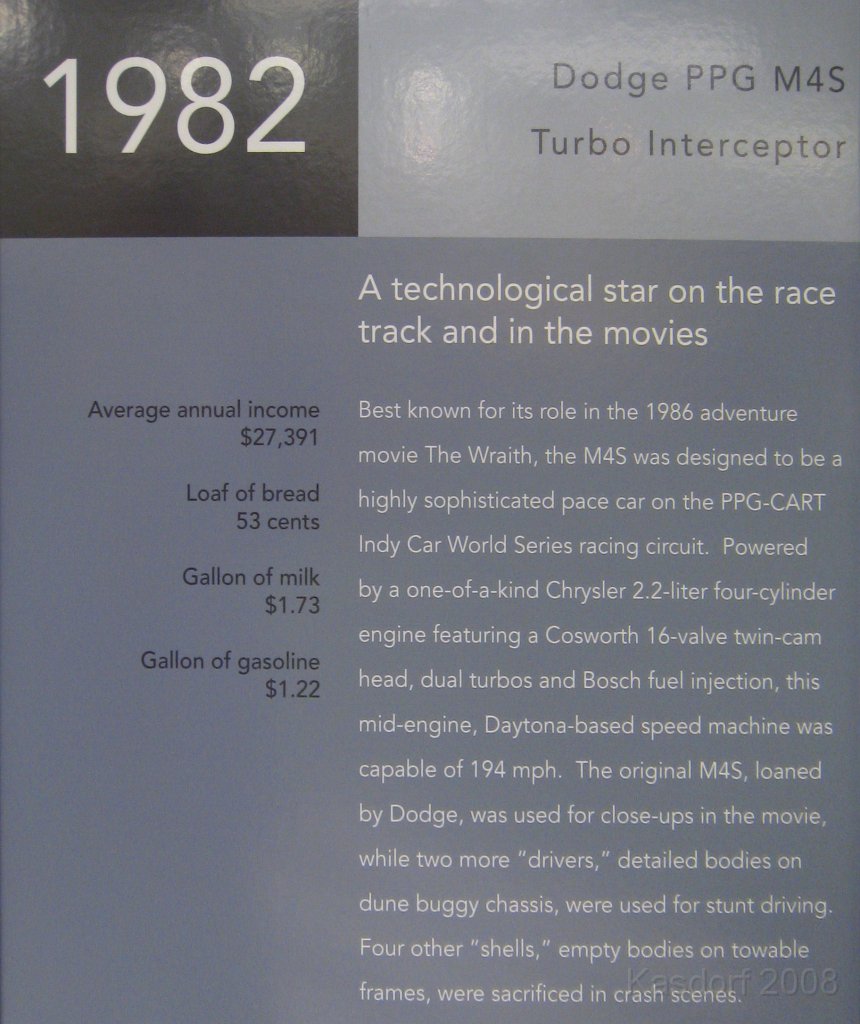 1982
Dodge PPG M4S
Turbo Interceptor
A technological star on the race
track and in the movies
Average annual income
$27,391
Loaf of bread
53 cents
Gallon of milk
$1.73
Gallon of gasoline
$1.22
Best known for its role in the 1986 adventure
movie The Wraith, the M4S was designed to be a
highly sophisticated pace car on the PPG-CART
Indy Car World Series racing circuit.  Powered
by a one-of-a-kind Chrysler 2.2-liter four-cylinder
engine featuring a Cosworth 16-valve twin-cam
head, dual turbos and Bosch fuel injection, this
mid-engine, Daytona-based speed machine was
capable of 194 mph.  The original M4S, loaned
by Dodge, was used for close-ups in the movie,
while two more “drivers,” detailed bodies on
dune buggy chassis, were used for stunt driving.
Four other “shells,” empty bodies on towable
frames, were sacrificed in crash scenes.
Kasdorf 2008